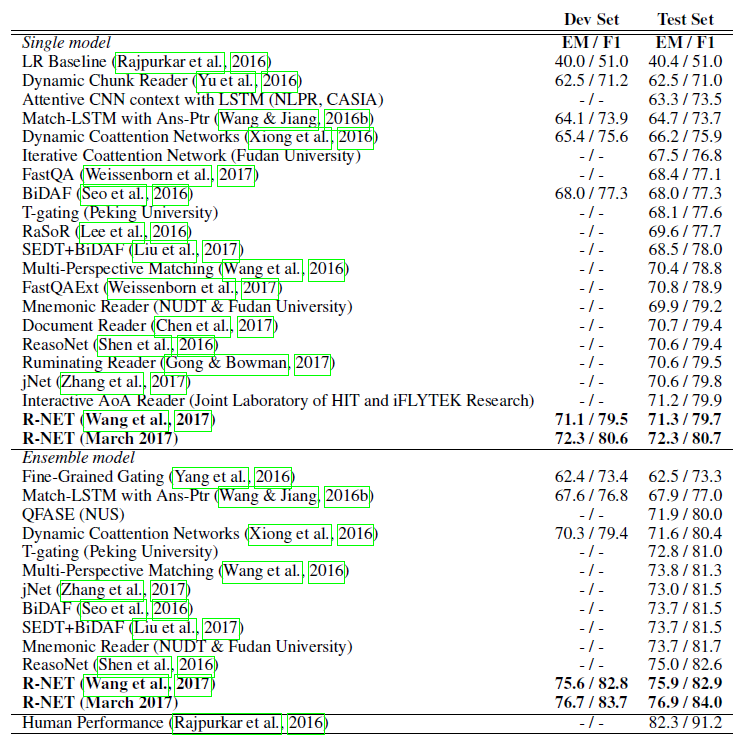 Dev Set Test Set
Single model EM / F1 EM / F1
LR Baseline (Rajpurkar et al., 2016) 40.0 / 51.0 40.4 / 51.0
Dynamic Chunk Reader (Yu et al., 2016) 62.5 / 71.2 62.5 / 71.0
Attentive CNN context with LSTM (NLPR, CASIA) - / - 63.3 / 73.5
Match-LSTM with Ans-Ptr (Wang & Jiang, 2016b) 64.1 / 73.9 64.7 / 73.7
Dynamic Coattention Networks (Xiong et al., 2016) 65.4 / 75.6 66.2 / 75.9
Iterative Coattention Network (Fudan University) - / - 67.5 / 76.8
FastQA (Weissenborn et al., 2017) - / - 68.4 / 77.1
BiDAF (Seo et al., 2016) 68.0 / 77.3 68.0 / 77.3
T-gating (Peking University) - / - 68.1 / 77.6
RaSoR (Lee et al., 2016) - / - 69.6 / 77.7
SEDT+BiDAF (Liu et al., 2017) - / - 68.5 / 78.0
Multi-Perspective Matching (Wang et al., 2016) - / - 70.4 / 78.8
FastQAExt (Weissenborn et al., 2017) - / - 70.8 / 78.9
Mnemonic Reader (NUDT & Fudan University) - / - 69.9 / 79.2
Document Reader (Chen et al., 2017) - / - 70.7 / 79.4
ReasoNet (Shen et al., 2016) - / - 70.6 / 79.4
Ruminating Reader (Gong & Bowman, 2017) - / - 70.6 / 79.5
jNet (Zhang et al., 2017) - / - 70.6 / 79.8
Interactive AoA Reader (Joint Laboratory of HIT and iFLYTEK Research) - / - 71.2 / 79.9
R-NET (Wang et al., 2017) 71.1 / 79.5 71.3 / 79.7
R-NET (March 2017) 72.3 / 80.6 72.3 / 80.7
Ensemble model
Fine-Grained Gating (Yang et al., 2016) 62.4 / 73.4 62.5 / 73.3
Match-LSTM with Ans-Ptr (Wang & Jiang, 2016b) 67.6 / 76.8 67.9 / 77.0
QFASE (NUS) - / - 71.9 / 80.0
Dynamic Coattention Networks (Xiong et al., 2016) 70.3 / 79.4 71.6 / 80.4
T-gating (Peking University) - / - 72.8 / 81.0
Multi-Perspective Matching (Wang et al., 2016) - / - 73.8 / 81.3
jNet (Zhang et al., 2017) - / - 73.0 / 81.5
BiDAF (Seo et al., 2016) - / - 73.7 / 81.5
SEDT+BiDAF (Liu et al., 2017) - / - 73.7 / 81.5
Mnemonic Reader (NUDT & Fudan University) - / - 73.7 / 81.7
ReasoNet (Shen et al., 2016) - / - 75.0 / 82.6
R-NET (Wang et al., 2017) 75.6 / 82.8 75.9 / 82.9
R-NET (March 2017) 76.7 / 83.7 76.9 / 84.0
Human Performance (Rajpurkar et al., 2016) - / - 82.3 / 91.2